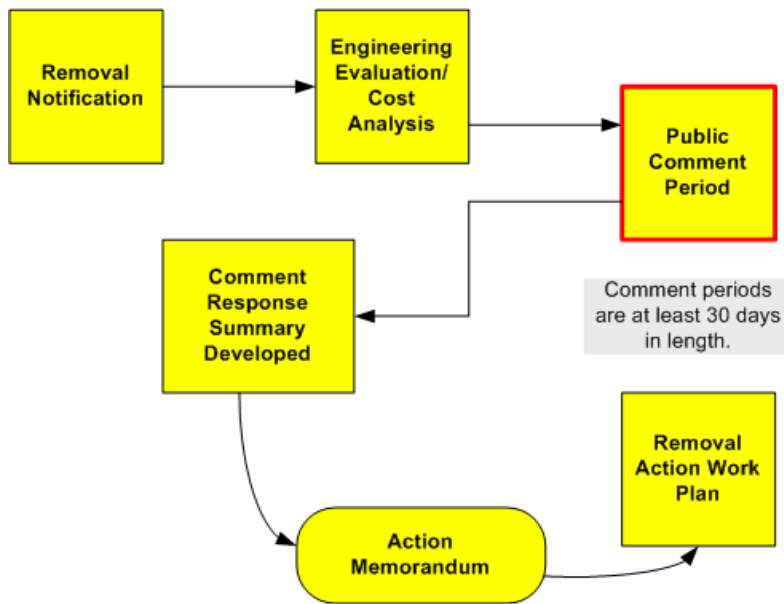 Removal
Notification
Engineering
Evaluation/
Cost
Analysis
Public
Comment
Period
Comment
Response
Summary
Developed
Comment periods
are at least 30 days
in length.
Action
Memorandum
Removal
Action Work
Plan